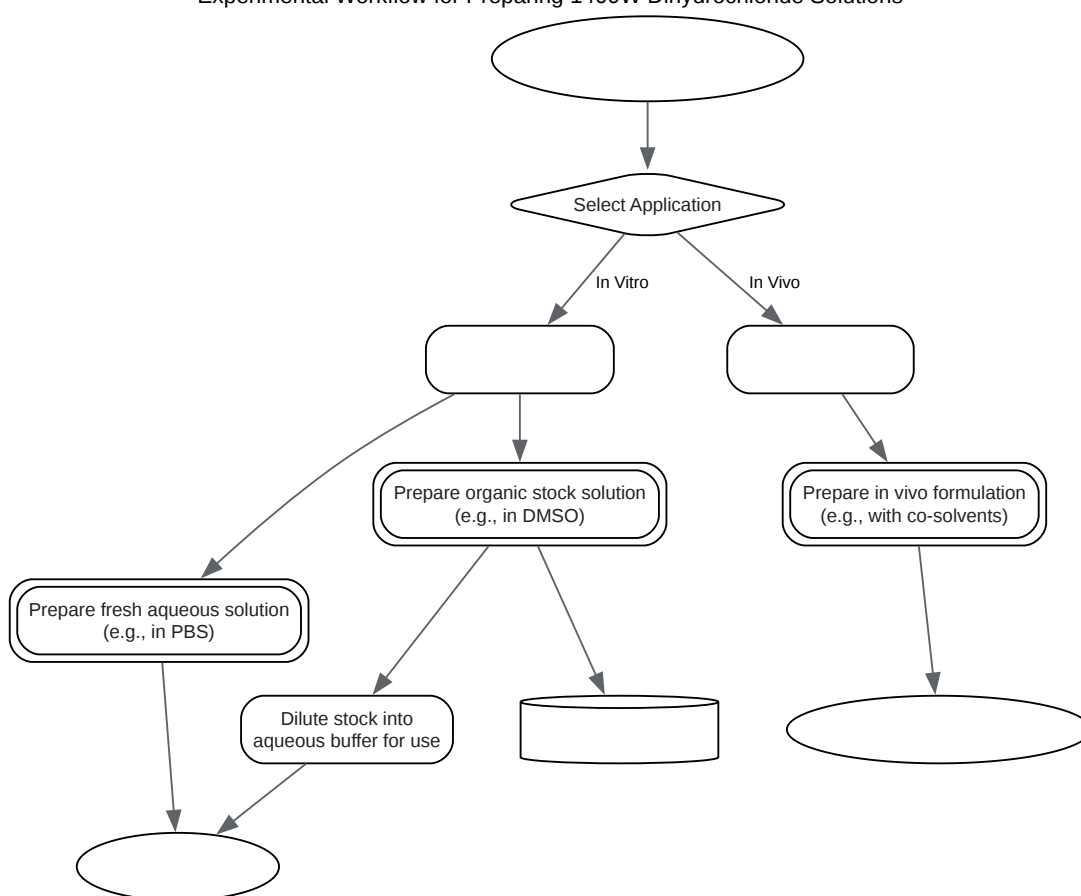 Experimental Workflow for Preparing 1400W Dihydrochloride Solutions
Select Application
In Vitro
In Vivo
Prepare organic stock solution
(e.g., in DMSO)
Prepare in vivo formulation
(e.g., with co-solvents)
Prepare fresh aqueous solution
(e.g., in PBS)
Dilute stock into
aqueous buffer for use